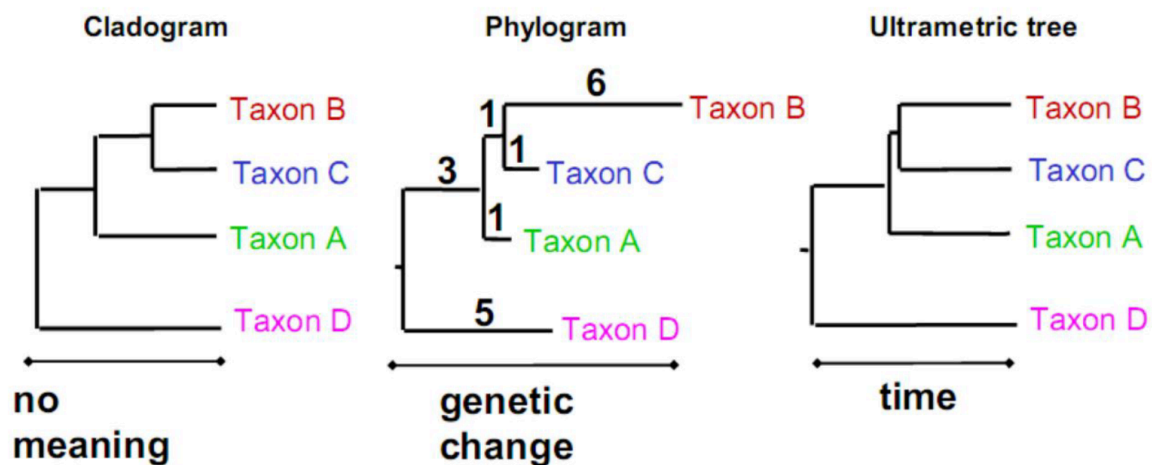 Cladogram
Phylogram
Ultrametric tree
Taxon B
Taxon C
Taxon A
Taxon D
no
meaning
6
1
Taxon B
1
Taxon C
3
1
Taxon A
5
Taxon D
genetic
change
Taxon B
Taxon C
Taxon A
Taxon D
time